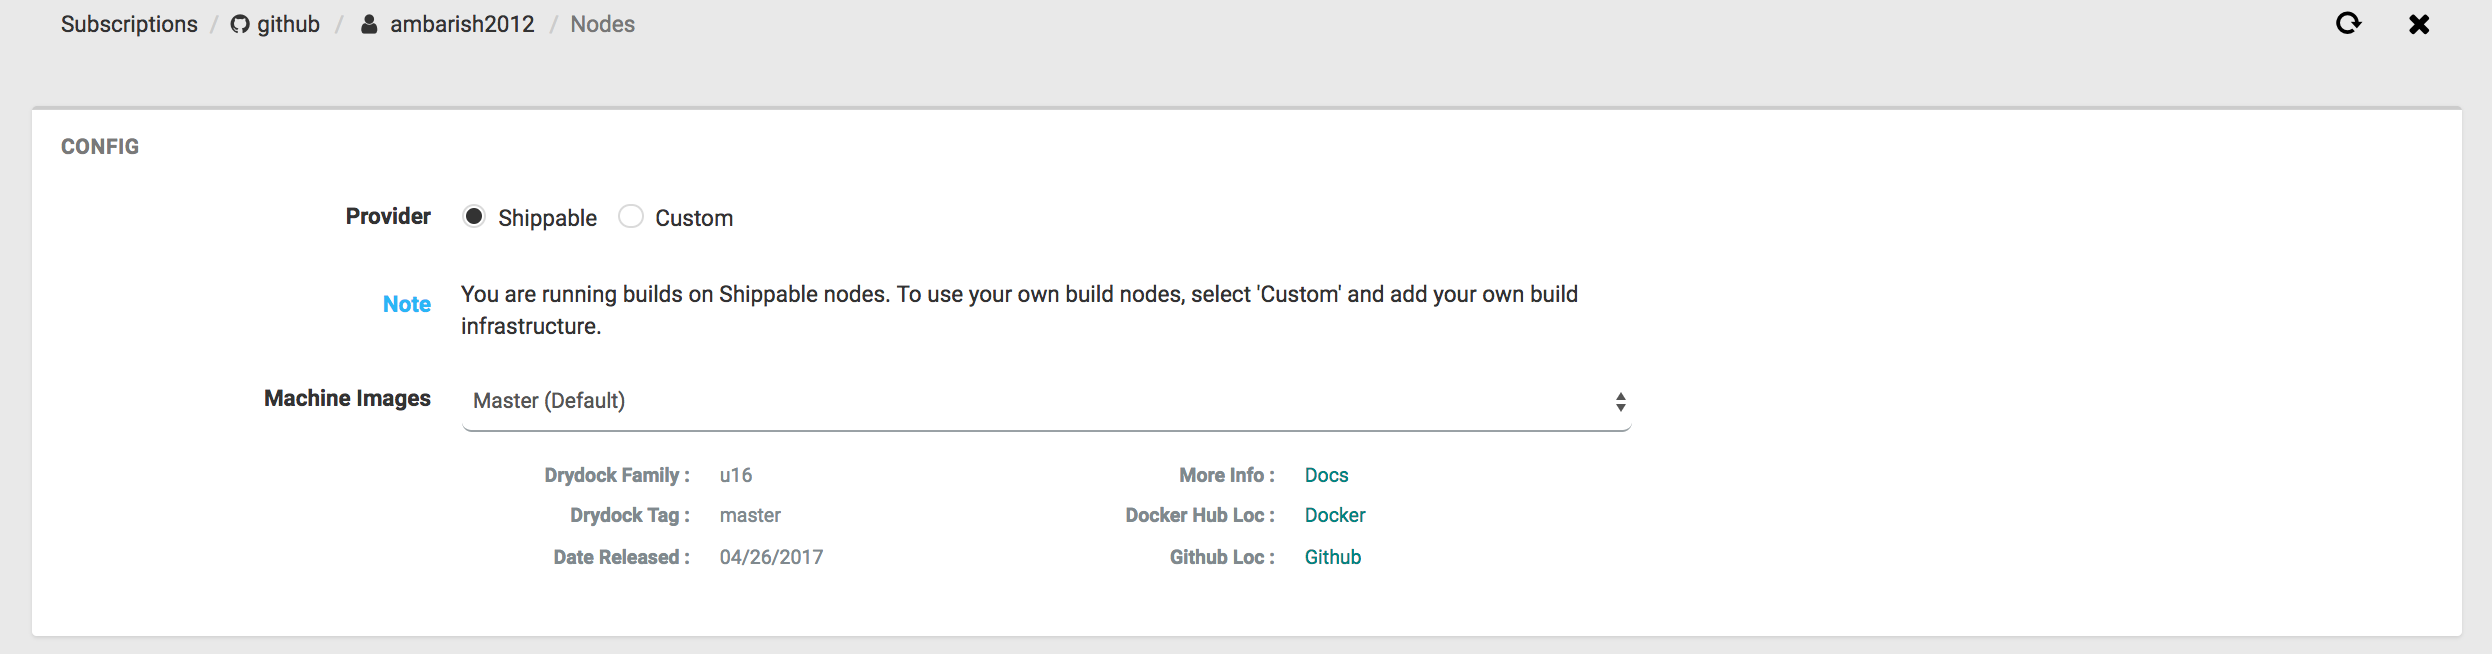 Subscriptions / github / ambarish2012 / Nodes
CONFIG
Provider Shippable Custom
Note You are running builds on Shippable nodes. To use your own build nodes, select 'Custom' and add your own build
infrastructure.
Machine Images Master (Default)
Drydock Family : u16 More Info : Docs
Drydock Tag : master Docker Hub Loc : Docker
Date Released : 04/26/2017 Github Loc : Github